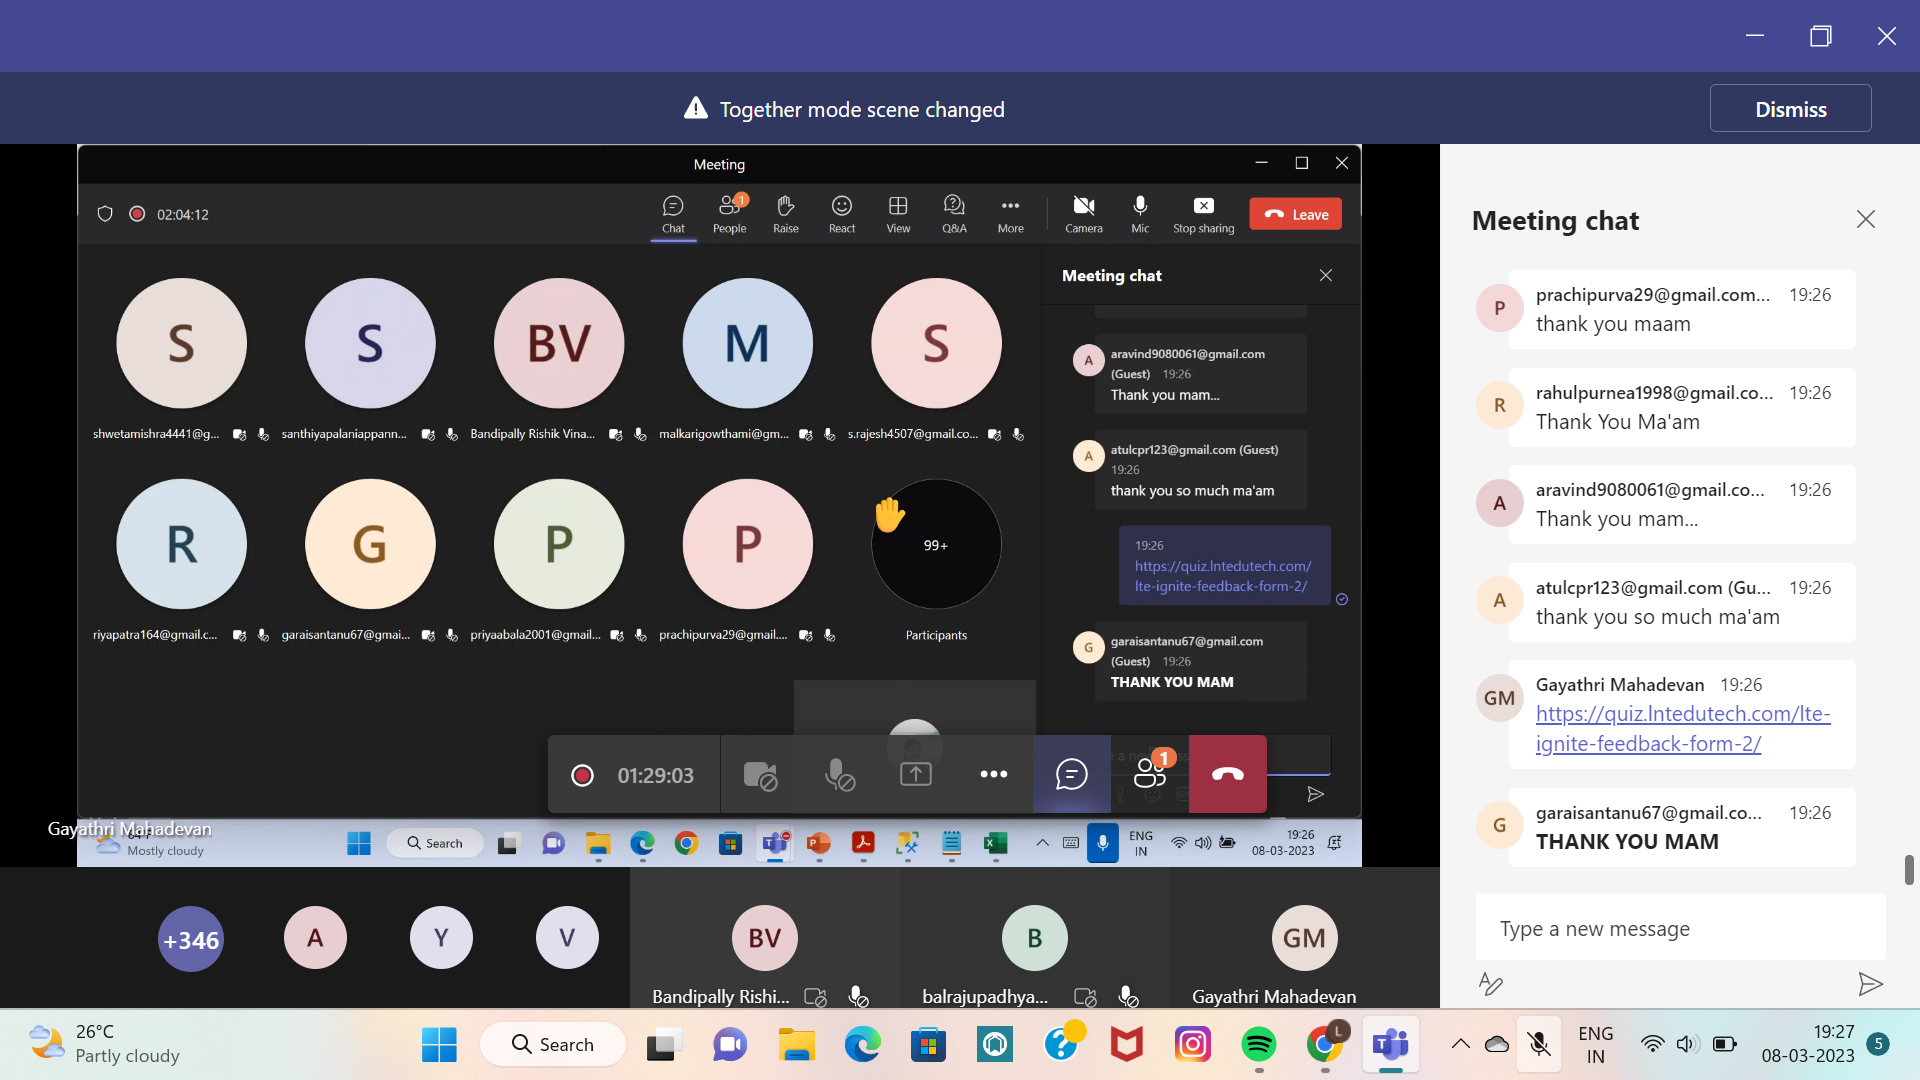 Together mode scene changed
Dismiss
Meeting
02:04:12
Chat
People
1
Raise
React
View
Q&A
More
Camera
Mic
Stop sharing
Leave
S
S
BV
M
S
shwetamishra4441@g...
santhiyapalaniappann...
Bandipally Rishik Vina...
malkarigowthami@gm...
s.rajesh4507@gmail.co...
R
G
P
P
99+
riyapatra164@gmail.c...
garaisantanu67@gmai...
priyaabala2001@gmail...
prachipurva29@gmail....
Participants
Meeting chat
A
aravind9080061@gmail.com
(Guest) 19:26
Thank you mam...
A
atulcpr123@gmail.com (Guest)
19:26
thank you so much ma'am
19:26
https://quiz.lntedutech.com/
lte-ignite-feedback-form-2/
G
garaisantanu67@gmail.com
(Guest) 19:26
THANK YOU MAM
01:29:03
1
Gayathri Mahadevan
Mostly cloudy
Search
ENG
IN
19:26
08-03-2023
+346
A
Y
V
BV
Bandipally Rishi...
B
balrajupadhya...
GM
Gayathri Mahadevan
Meeting chat
P
prachipurva29@gmail.com... 19:26
thank you maam
R
rahulpurnea1998@gmail.co... 19:26
Thank You Ma'am
A
aravind9080061@gmail.co... 19:26
Thank you mam...
A
atulcpr123@gmail.com (Gu... 19:26
thank you so much ma'am
GM
Gayathri Mahadevan 19:26
https://quiz.lntedutech.com/lte-
ignite-feedback-form-2/
G
garaisantanu67@gmail.co... 19:26
THANK YOU MAM
Type a new message
26°C
Partly cloudy
Search
L
ENG
IN
19:27
08-03-2023
5